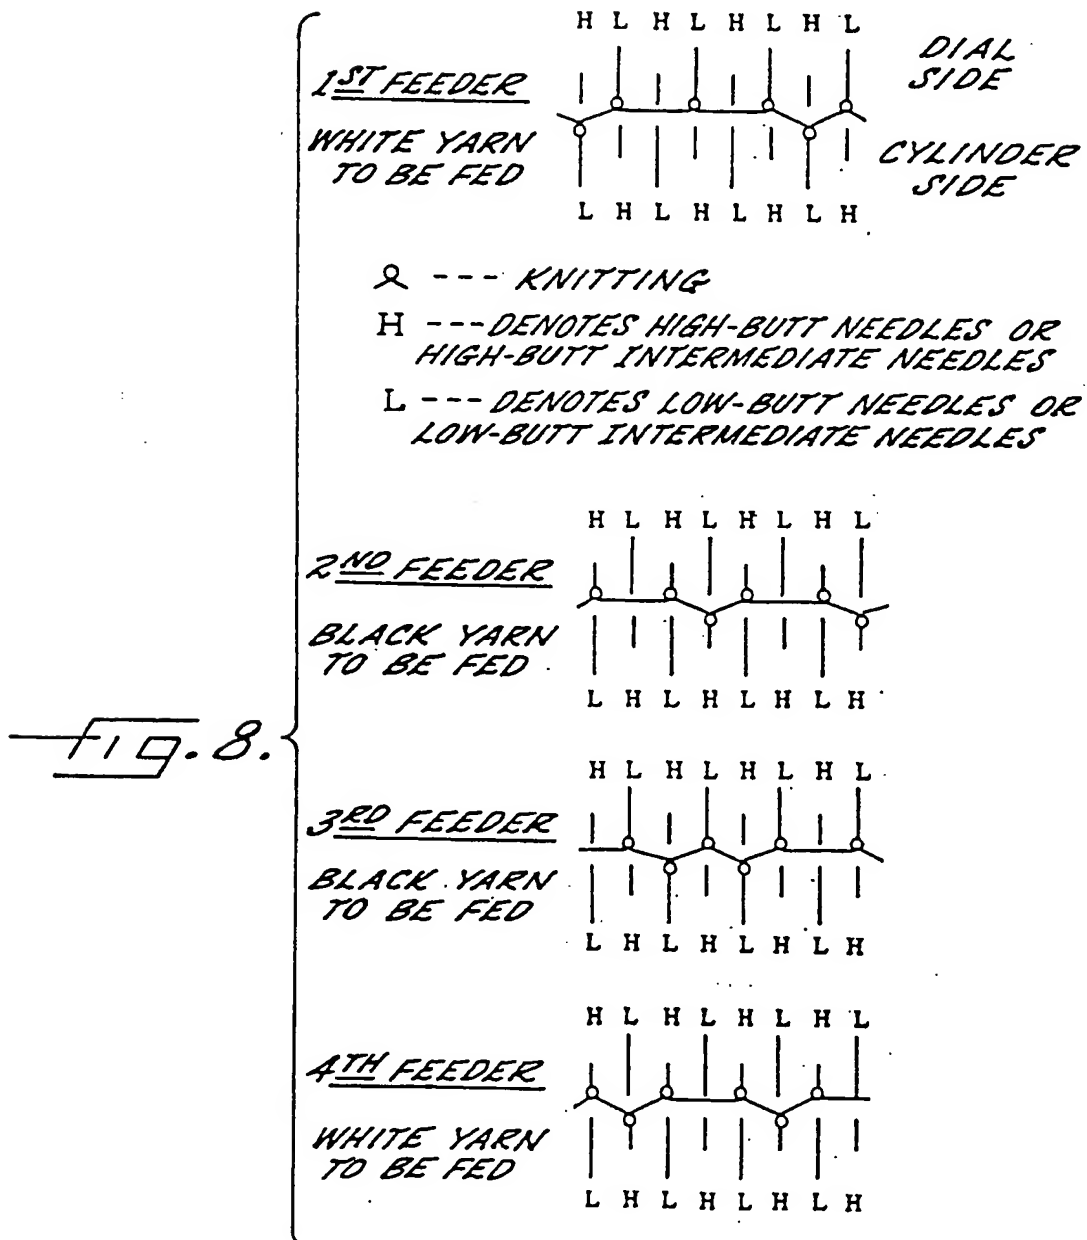 H L H L H L H L
DIAL
SIDE
1ST FEEDER
WHITE YARN
TO BE FED
CYLINDER
SIDE
L H L H L H L H
--- KNITTING
H --- DENOTES HIGH-BUTT NEEDLES OR
HIGH-BUTT INTERMEDIATE NEEDLES
L --- DENOTES LOW-BUTT NEEDLES OR
LOW-BUTT INTERMEDIATE NEEDLES
H L H L H L H L
2ND FEEDER
BLACK YARN
TO BE FED
L H L H L H L H
Fig. 8.
H L H L H L H L
3RD FEEDER
BLACK YARN
TO BE FED
L H L H L H L H
H L H L H L H L
4TH FEEDER
WHITE YARN
TO BE FED
L H L H L H L H